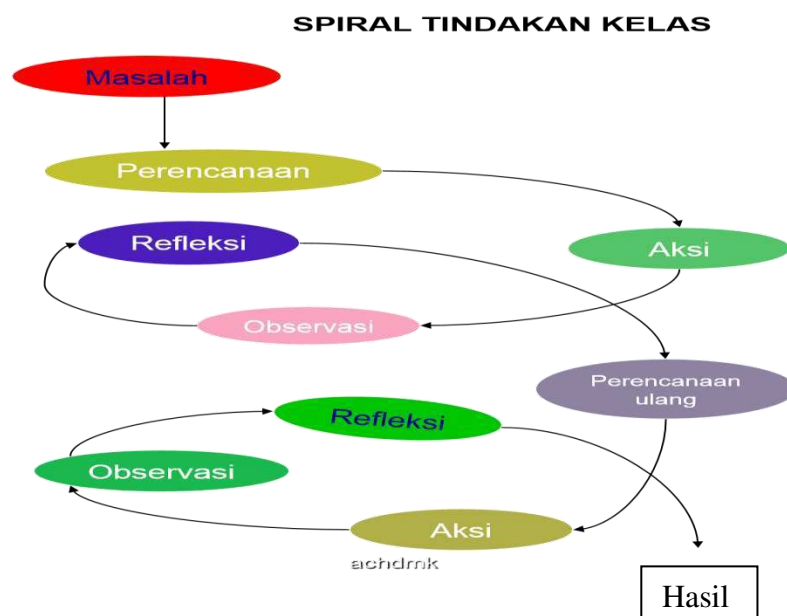 SPIRAL TINDAKAN KELAS
Masalah
Perencanaan
Refleksi
Aksi
Observasi
Perencanaan
ulang
Refleksi
Observasi
Aksi
achdmk
Hasil